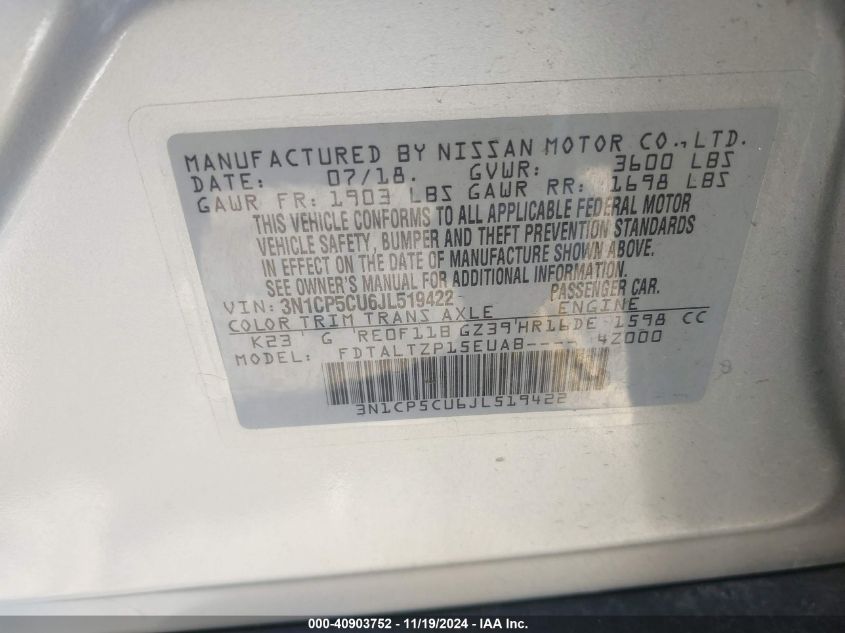 MANUFACTURED BY NISSAN MOTOR CO., LTD.
DATE: 07/18. GVWR: 3600 LBS
GAWR FR: 1903 LBS GAWR RR: 1698 LBS
THIS VEHICLE CONFORMS TO ALL APPLICABLE FEDERAL MOTOR
VEHICLE SAFETY, BUMPER AND THEFT PREVENTION STANDARDS
IN EFFECT ON THE DATE OF MANUFACTURE SHOWN ABOVE.
SEE OWNER'S MANUAL FOR ADDITIONAL INFORMATION.
VIN: 3N1CP5CU6JL519422 PASSENGER CAR.
COLOR TRIM TRANS AXLE ENGINE
K23 G RE0F11B GZ39 HR16DE 1598 CC
MODEL: FDTALTZP15EUAB---- 4Z000
3N1CP5CU6JL519422
000-40903752 - 11/19/2024 - IAA Inc.